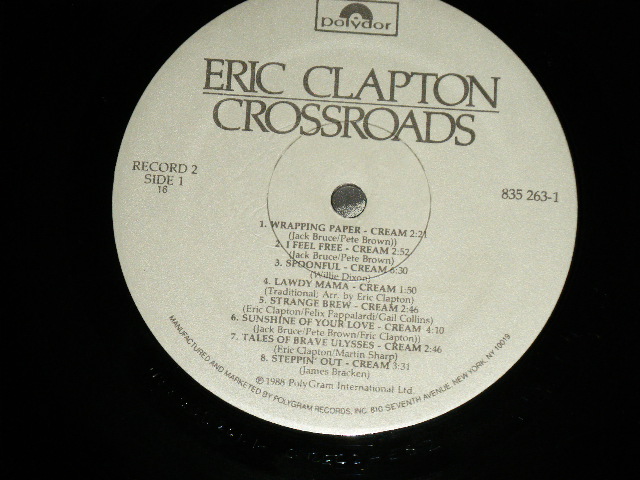 polydor
ERIC CLAPTON
CROSSROADS
RECORD 2
SIDE 1
16
835 263-1
1. WRAPPING PAPER - CREAM 2:21
(Jack Bruce/Pete Brown))
2. I FEEL FREE - CREAM 2:52
(Jack Bruce/Pete Brown)
3. SPOONFUL - CREAM 6:30
(Willie Dixon)
4. LAWDY MAMA - CREAM 1:50
(Traditional; Arr. by Eric Clapton)
5. STRANGE BREW - CREAM 2:46
(Eric Clapton/Felix Pappalardi/Gail Collins)
6. SUNSHINE OF YOUR LOVE - CREAM 4:10
(Jack Bruce/Pete Brown/Eric Clapton))
7. TALES OF BRAVE ULYSSES - CREAM 2:46
(Eric Clapton/Martin Sharp)
8. STEPPIN' OUT - CREAM 3:31
(James Bracken)
℗©1988 PolyGram International Ltd.
MANUFACTURED AND MARKETED BY POLYGRAM RECORDS, INC. 810 SEVENTH AVENUE, NEW YORK, NY 10019